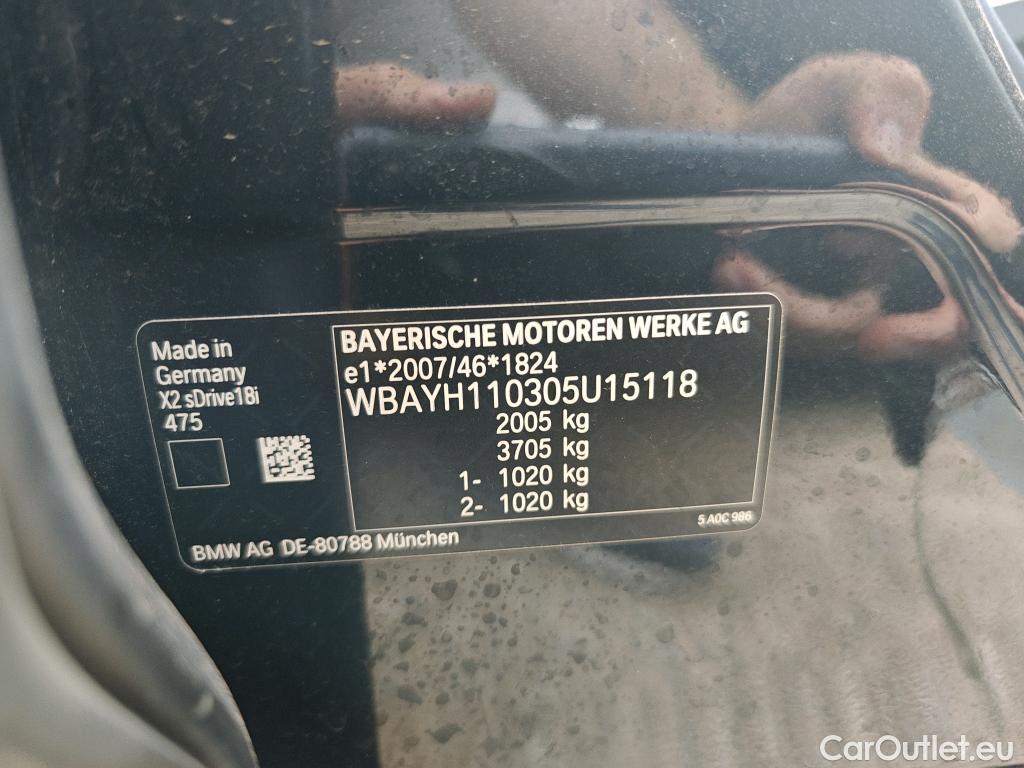 Made in
Germany
X2 sDrive18i
475
BAYERISCHE MOTOREN WERKE AG
e1*2007/46*1824
WBAYH110305U15118
2005 kg
3705 kg
1- 1020 kg
2- 1020 kg
BMW AG DE-80788 München
5 A0C 986
CarOutlet.eu